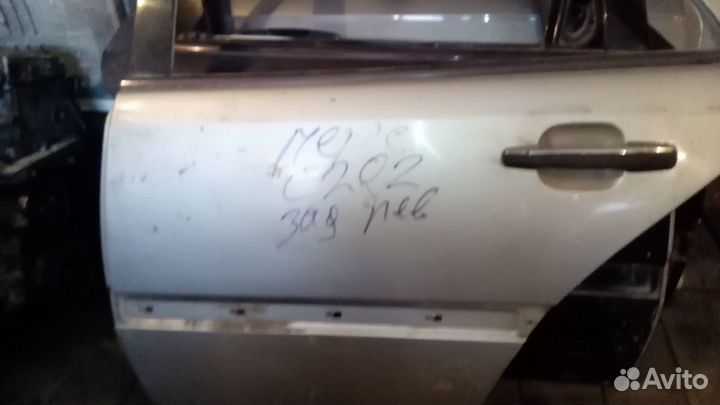 Мерс
с202
зад лев
Avito